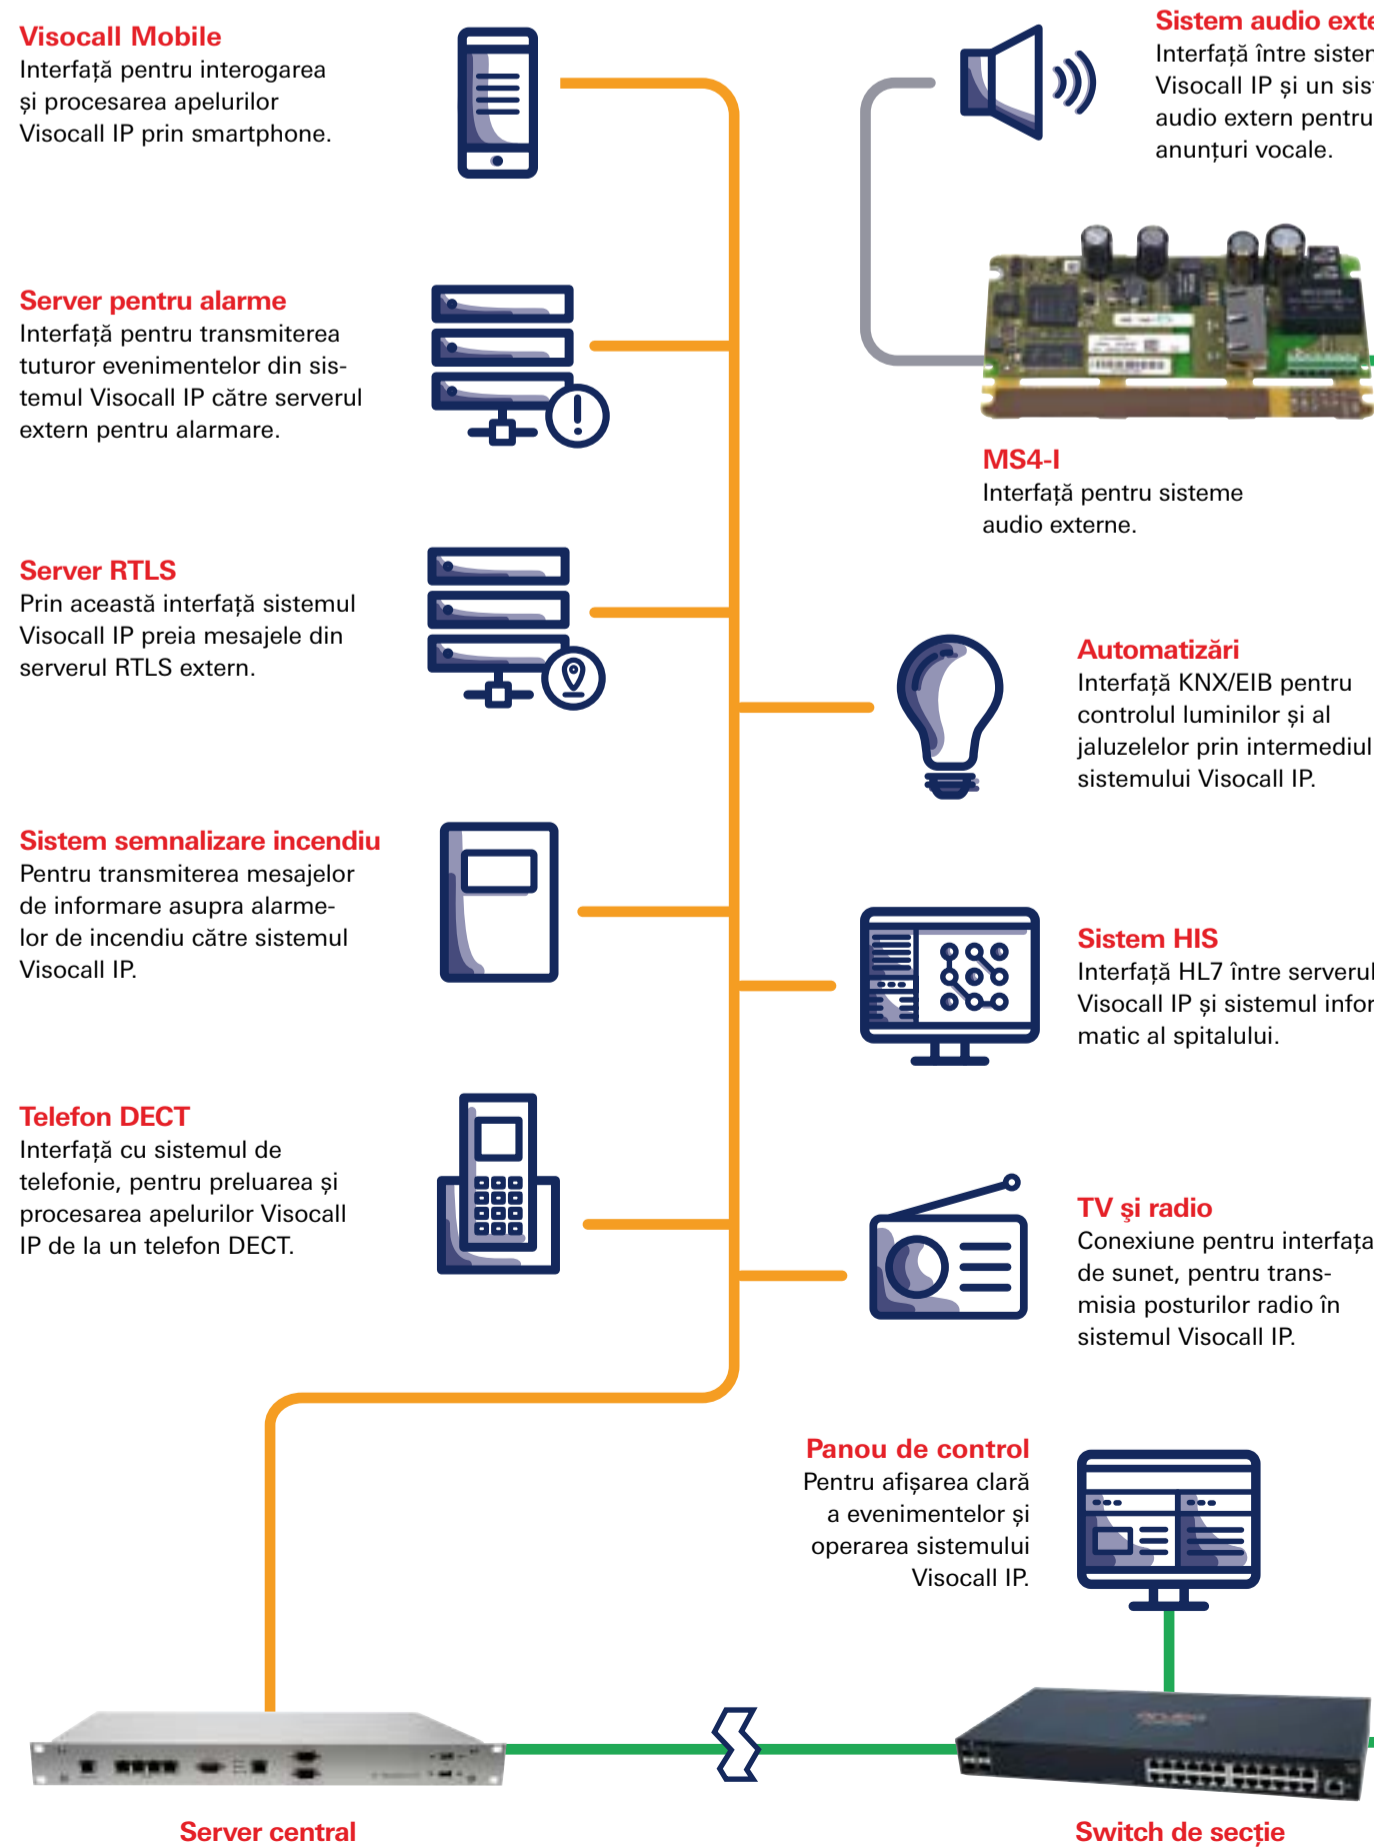 Visocall Mobile
Interfață pentru interogarea
și procesarea apelurilor
Visocall IP prin smartphone.
Server pentru alarme
Interfață pentru transmiterea
tuturor evenimentelor din sis-
temul Visocall IP către serverul
extern pentru alarmare.
Server RTLS
Prin această interfață sistemul
Visocall IP preia mesajele din
serverul RTLS extern.
Sistem semnalizare incendiu
Pentru transmiterea mesajelor
de informare asupra alarme-
lor de incendiu către sistemul
Visocall IP.
Telefon DECT
Interfață cu sistemul de
telefonie, pentru preluarea și
procesarea apelurilor Visocall
IP de la un telefon DECT.
Sistem audio exte
Interfață între sisten
Visocall IP și un sist
audio extern pentru
anunțuri vocale.
MS4-I
Interfață pentru sisteme
audio externe.
Automatizări
Interfață KNX/EIB pentru
controlul luminilor și al
jaluzelelor prin intermediul
sistemului Visocall IP.
Sistem HIS
Interfață HL7 între serverul
Visocall IP și sistemul infor
matic al spitalului.
TV şi radio
Conexiune pentru interfața
de sunet, pentru trans-
misia posturilor radio în
sistemul Visocall IP.
Panou de control
Pentru afișarea clară
a evenimentelor și
operarea sistemului
Visocall IP.
Server central
Switch de secție